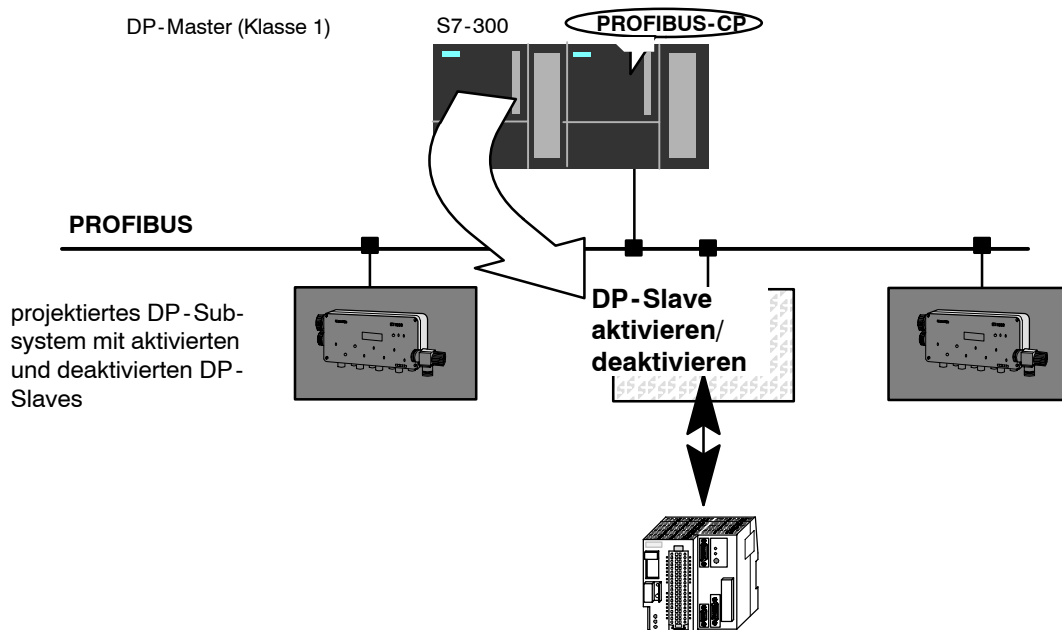 DP-Master (Klasse 1)
S7-300
PROFIBUS-CP
PROFIBUS
projektiertes DP-Sub-
system mit aktivierten
und deaktivierten DP-
Slaves
DP-Slave
aktivieren/
deaktivieren